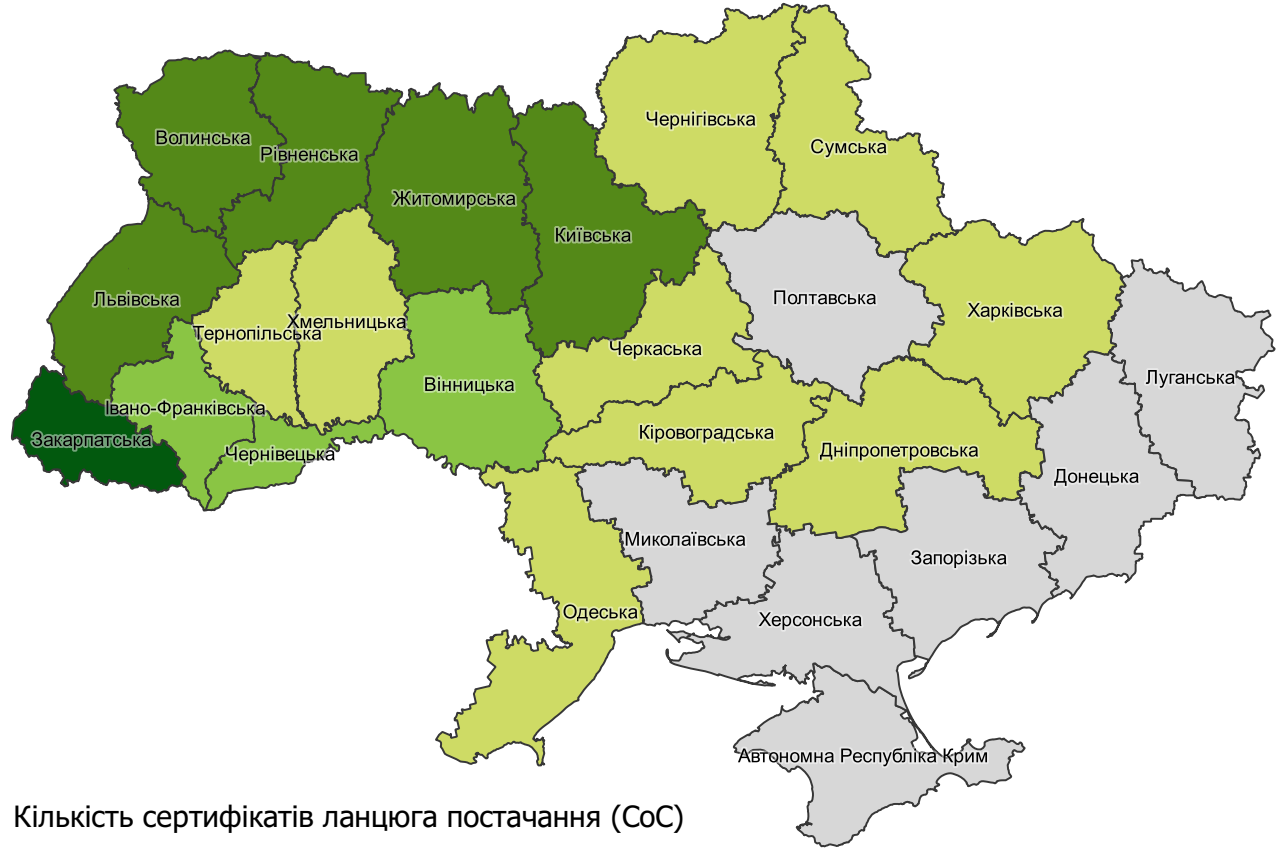 Чернігівська
Волинська
Сумська
Рівненська
Житомирська
Київська
Львівська
Полтавська
Харківська
Тернопільська
Хмельницька
Черкаська
Луганська
Вінницька
Івано-Франківська
Закарпатська
Кіровоградська
Чернівецька
Дніпропетровська
Донецька
Миколаївська
Запорізька
Одеська
Херсонська
Автономна Республіка Крим
Кількість сертифікатів ланцюга постачання (CoC)